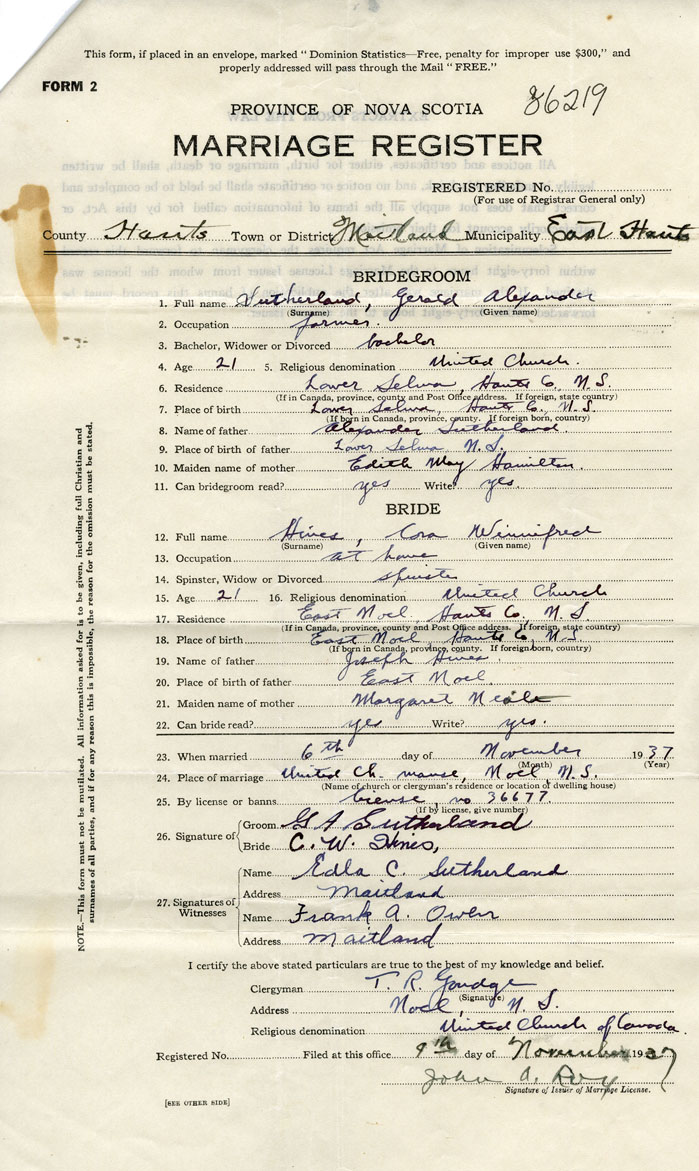 This form, if placed in an envelope, marked "Dominion Statistics—Free, penalty for improper use $300," and
properly addressed will pass through the Mail "FREE."
FORM 2
86219
PROVINCE OF NOVA SCOTIA
MARRIAGE REGISTER
REGISTERED No.
(For use of Registrar General only)
County Hants Town or District Maitland Municipality East Hants
BRIDEGROOM
1. Full name Sutherland, Gerald Alexander
(Surname) (Given name)
2. Occupation farmer.
3. Bachelor, Widower or Divorced bachelor
4. Age 21 5. Religious denomination United Church.
6. Residence Lower Selma, Hants Co, N.S.
(If in Canada, province, county and Post Office address. If foreign, state country)
7. Place of birth Lower Selma, Hants Co., N.S.
(If born in Canada, province, county. If foreign born, country)
8. Name of father Alexander Sutherland
9. Place of birth of father Lower Selma N.S.
10. Maiden name of mother Edith May Hamilton.
11. Can bridegroom read? yes Write? yes.
BRIDE
12. Full name Hines, Cora Winnifred
(Surname) (Given name)
13. Occupation at home
14. Spinster, Widow or Divorced spinster
15. Age 21 16. Religious denomination United Church
17. Residence East Noel, Hants Co, N.S
(If in Canada, province, county and Post Office address. If foreign, state country)
18. Place of birth East Noel, Hants Co, N.S.
(If born in Canada, province, county. If foreign born, country)
19. Name of father Joseph Hines.
20. Place of birth of father East Noel.
21. Maiden name of mother Margaret
22. Can bride read? yes Write? yes.
23. When married 6th day of November 1937
(Month) (Year)
24. Place of marriage United Ch. manse, Noel N.S.
(Name of church or clergyman's residence or location of dwelling house)
25. By license or banns. license, no. 36677.
(If by license, give number)
26. Signature of
Groom G A Sutherland
Bride C. W. Hines,
27. Signatures of Witnesses
Name Edla C. Sutherland
Address Maitland
Name Frank A. Owen
Address Maitland
I certify the above stated particulars are true to the best of my knowledge and belief.
Clergyman T. R. Goudge
(Signature)
Address Noel, N.S.
Religious denomination United Church of Canada.
Registered No. Filed at this office 9th day of November 1937
John A. Roy
Signature of Issuer of Marriage License.
[SEE OTHER SIDE]
NOTE.—This form must not be mutilated. All information asked for is to be given, including full Christian and
surnames of all parties, and if for any reason this is impossible, the reason for the omission must be stated.